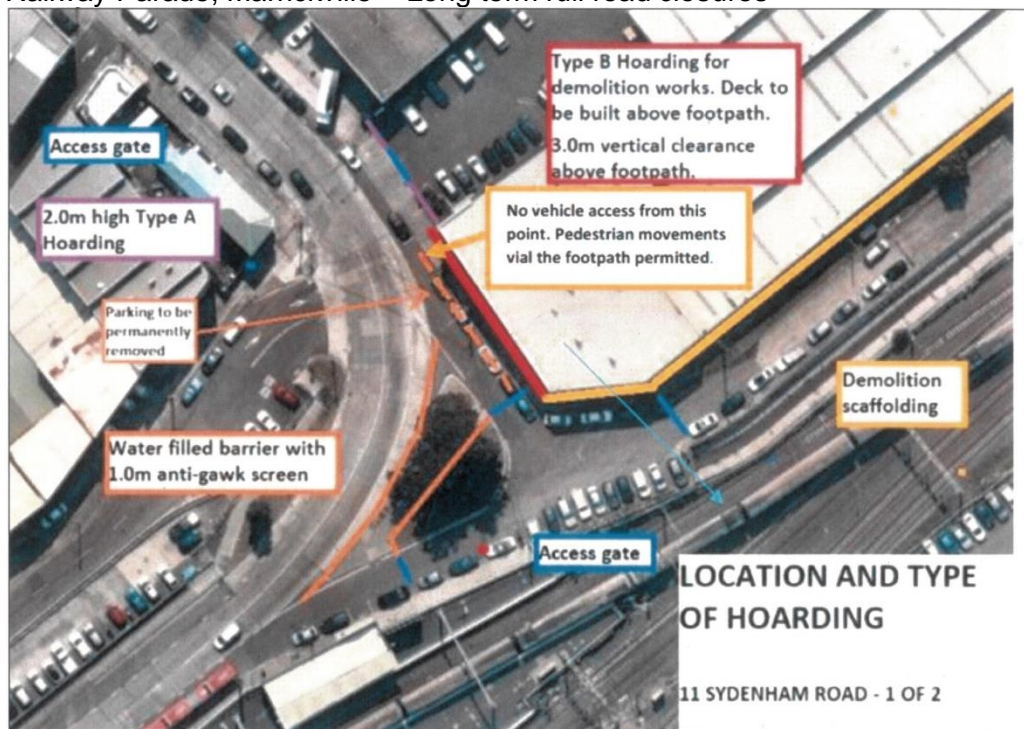 Railway Parade, Marrickville – Long-term full road closures
Type B Hoarding for
demolition works. Deck to
be built above footpath.
3.0m vertical clearance
above footpath.
Access gate
2.0m high Type A
Hoarding
No vehicle access from this
point. Pedestrian movements
vial the footpath permitted.
Parking to be
permanently
removed
Demolition
scaffolding
Water filled barrier with
1.0m anti-gawk screen
Access gate
LOCATION AND TYPE
OF HOARDING
11 SYDENHAM ROAD - 1 OF 2